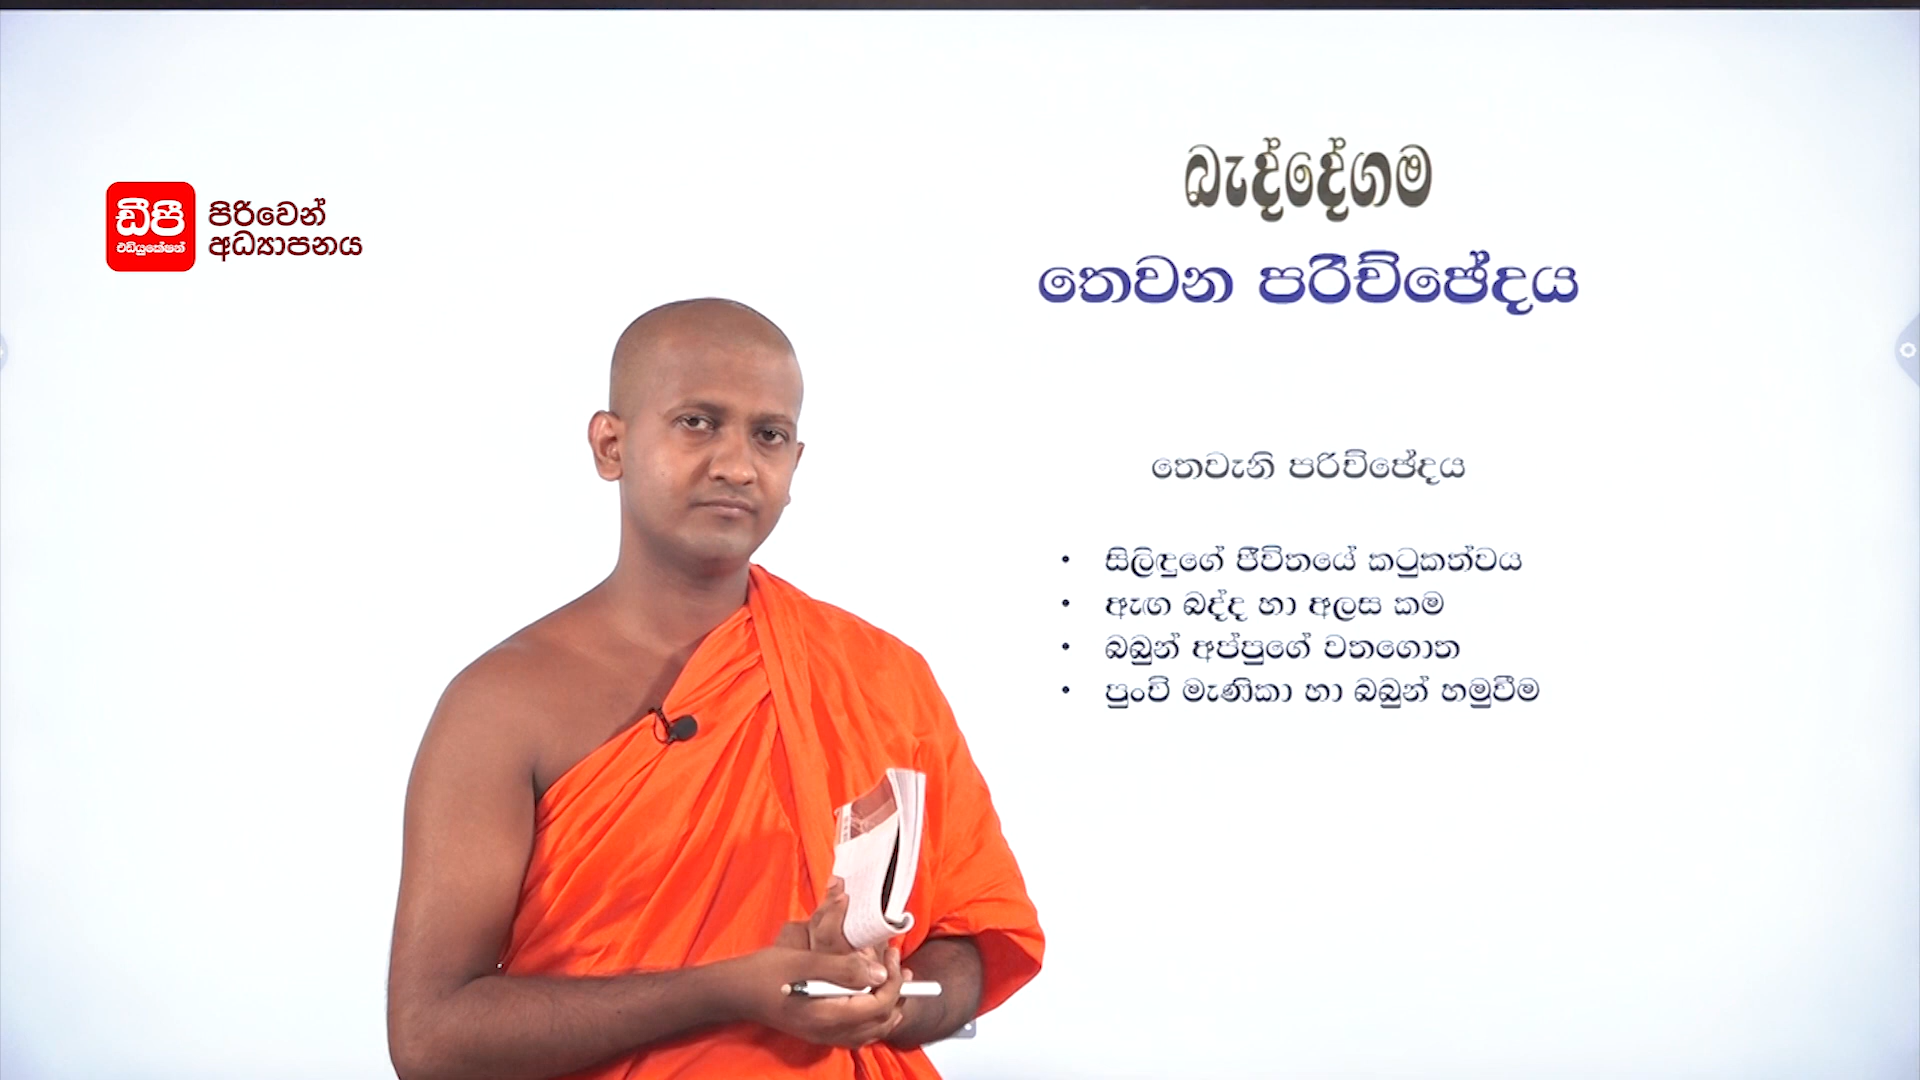 ඩීපී
එඩියුකේෂන්
පිරිවෙන්
අධ්‍යාපනය
බැද්දේගම
තෙවන පරිච්ඡේදය
තෙවැනි පරිච්ඡේදය
• සිලිඳුගේ ජීවිතයේ කටුකත්වය
• ඇඟ බද්ද හා අලස කම
• බබුන් අප්පුගේ වතගොත
• පුංචි මැණිකා හා බබුන් හමුවීම